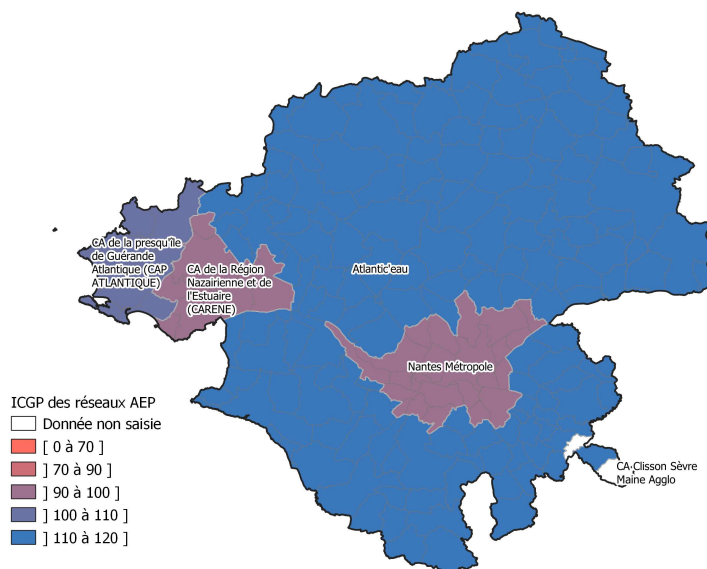 CA de la presqu'île
de Guérande
Atlantique (CAP
ATLANTIQUE)
CA de la Région
Nazairienne et de
l'Estuaire
(CARENE)
Atlantic'eau
Nantes Métropole
CA Clisson Sèvre
Maine Agglo
ICGP des réseaux AEP
Donnée non saisie
[ 0 à 70 ]
] 70 à 90 ]
] 90 à 100 ]
] 100 à 110 ]
] 110 à 120 ]